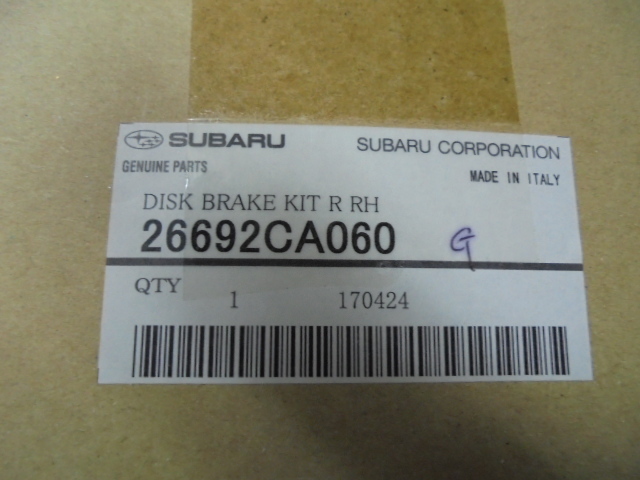 SUBARU SUBARU CORPORATION
GENUINE PARTS MADE IN ITALY
DISK BRAKE KIT R RH
26692CA060 G
QTY 1 170424